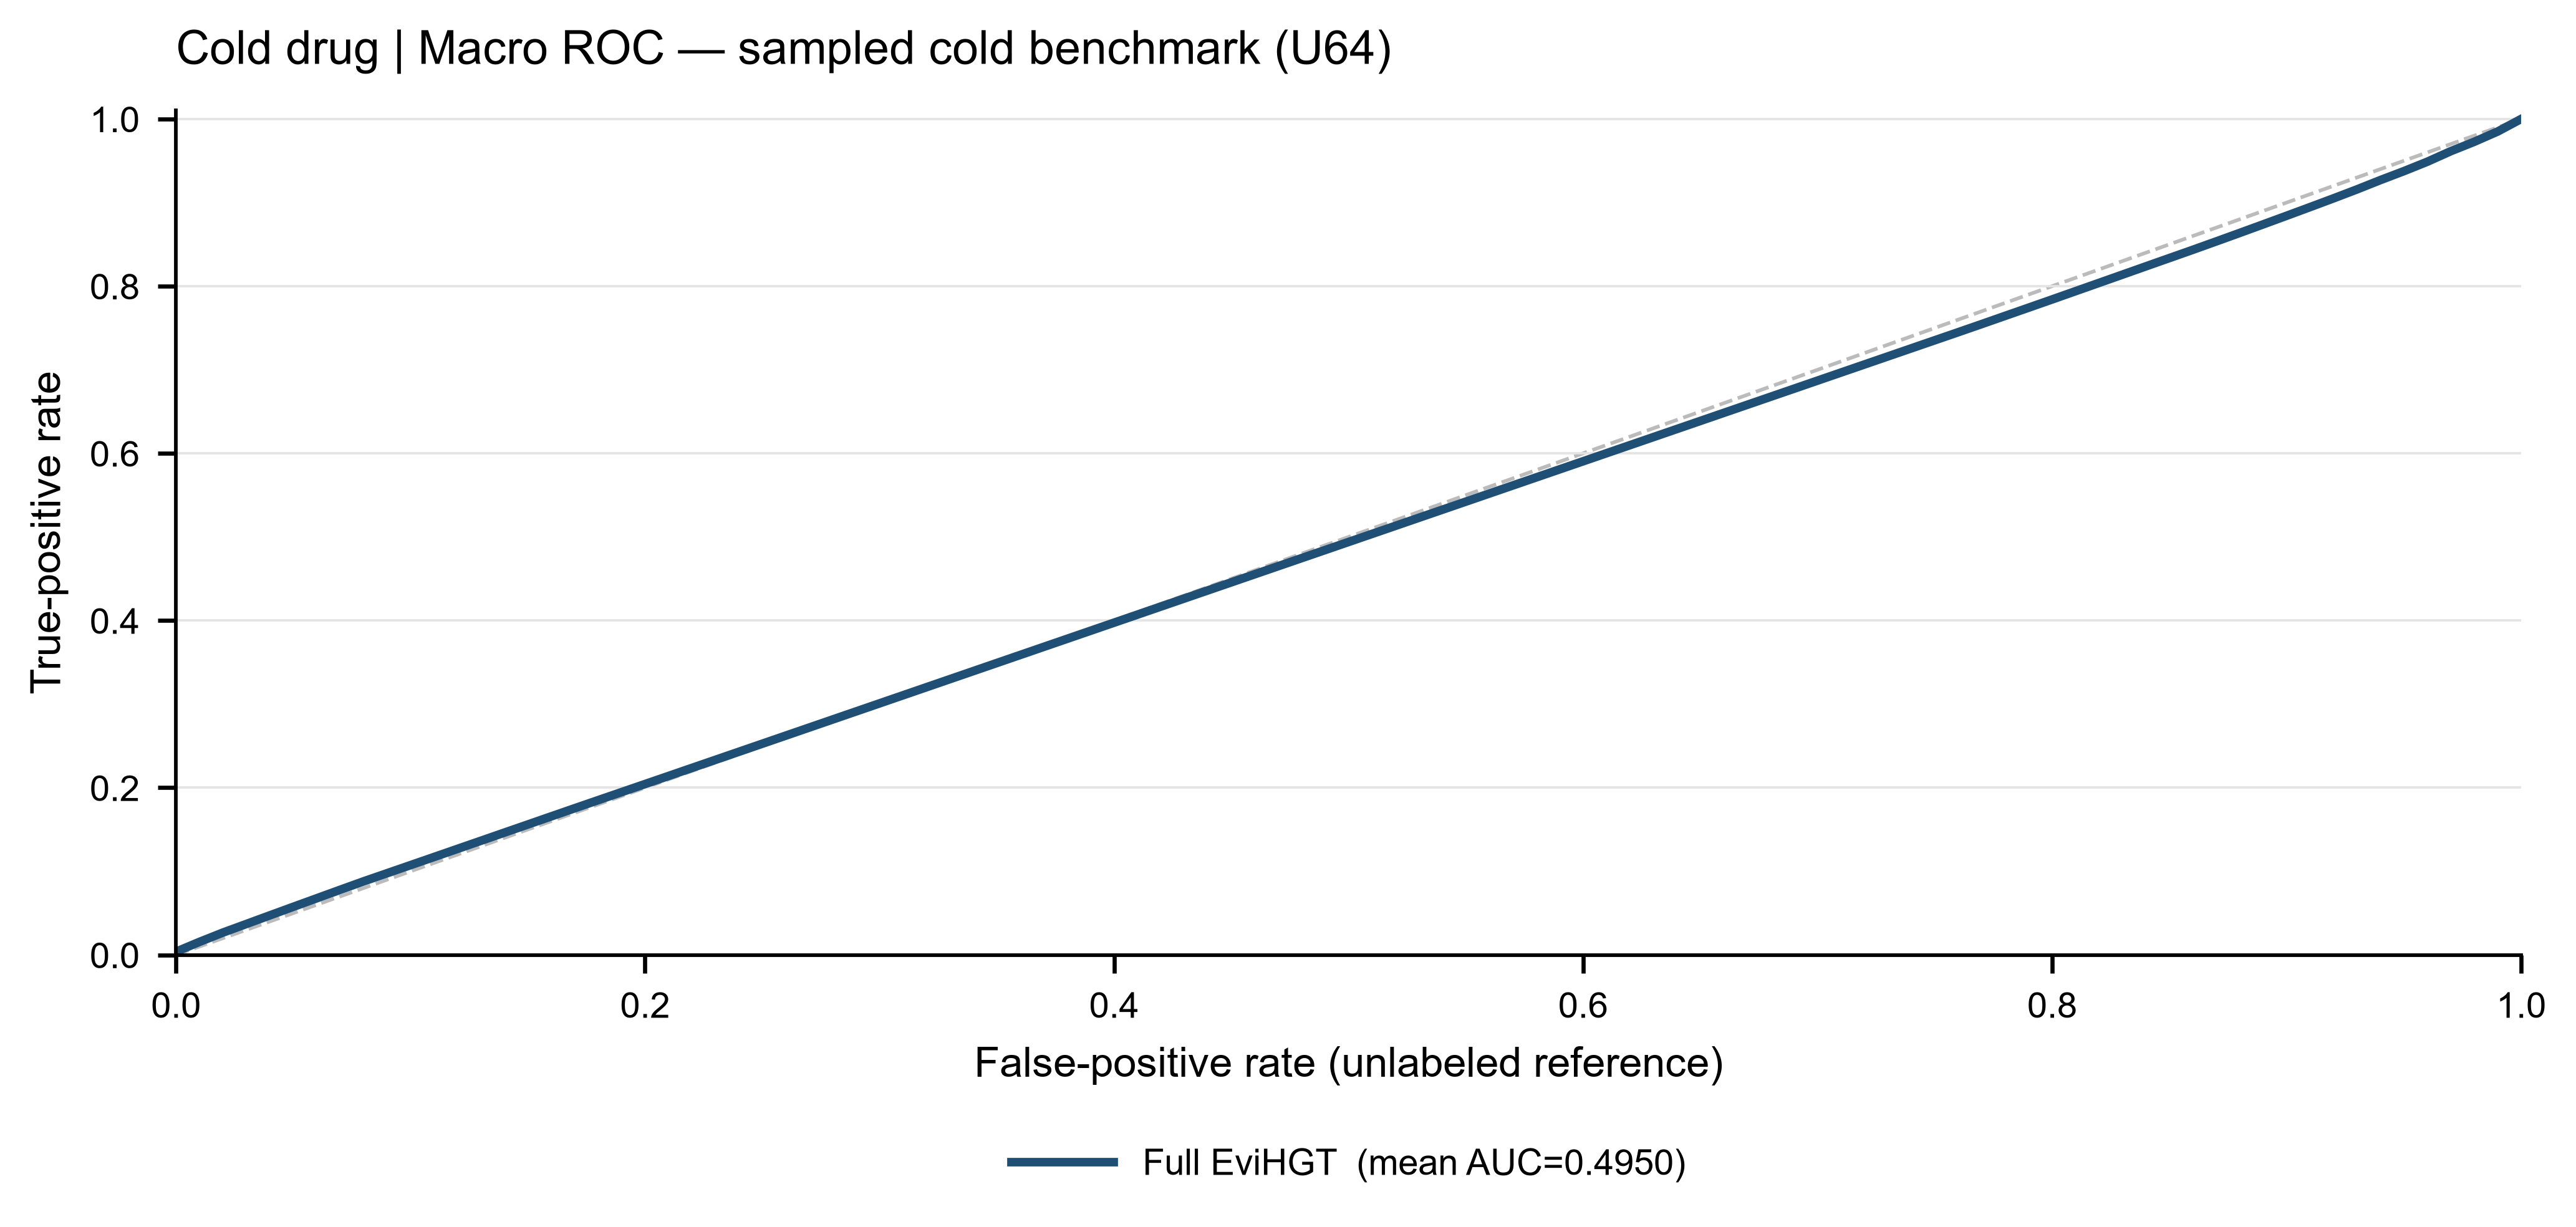 Cold drug | Macro ROC — sampled cold benchmark (U64)
True-positive rate
1.0
0.8
0.6
0.4
0.2
0.0
0.0 0.2 0.4 0.6 0.8 1.0
False-positive rate (unlabeled reference)
Full EviHGT (mean AUC=0.4950)